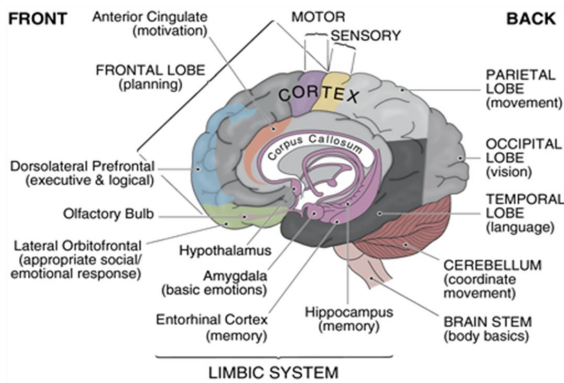 FRONT
BACK
Anterior Cingulate
(motivation)
MOTOR
SENSORY
FRONTAL LOBE
(planning)
CORTEX
PARIETAL
LOBE
(movement)
Corpus Callosum
OCCIPITAL
LOBE
(vision)
Dorsolateral Prefrontal
(executive & logical)
TEMPORAL
LOBE
(language)
Olfactory Bulb
Lateral Orbitofrontal
(appropriate social/
emotional response)
Hypothalamus
Amygdala
(basic emotions)
CEREBELLUM
(coordinate
movement)
Entorhinal Cortex
(memory)
Hippocampus
(memory)
BRAIN STEM
(body basics)
LIMBIC SYSTEM